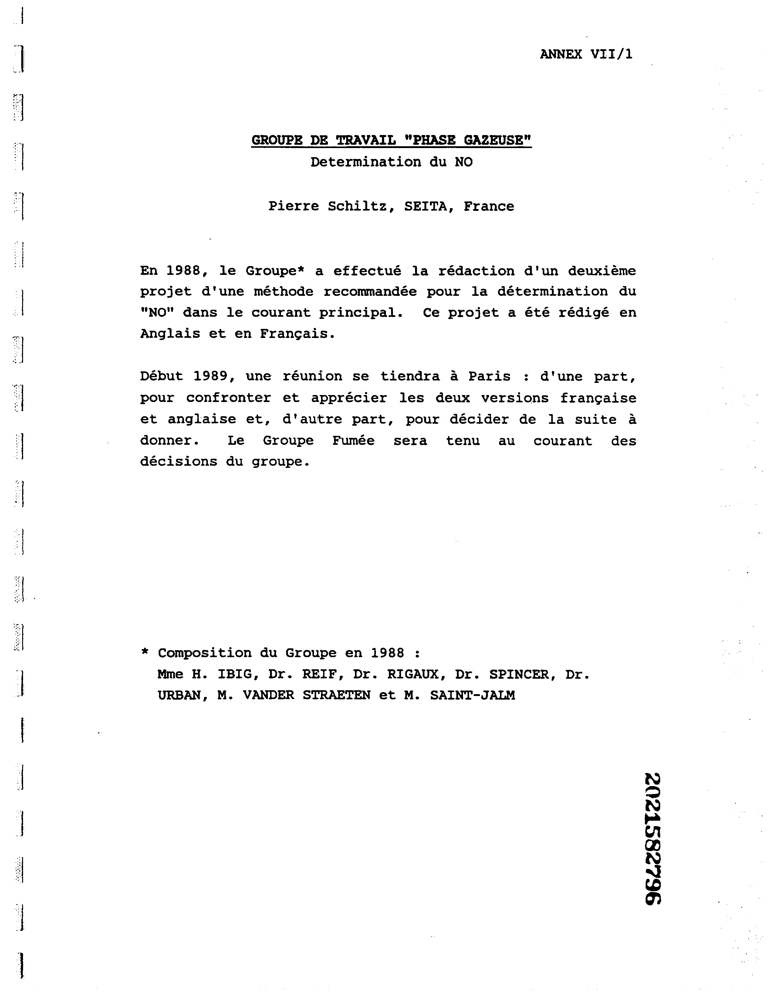 ANNEX VII/1
GROUPE DE TRAVAIL "PHASE GAZEUSE"
Determination du NO
Pierre Schiltz, SEITA, France
En 1988, le Groupe* a effectué la rédaction d'un deuxième
projet d'une méthode recommandée pour la détermination du
"NO" dans le courant principal. Ce projet a été rédigé en
Anglais et en Français.
Début 1989, une réunion se tiendra à Paris : d'une part,
pour confronter et apprécier les deux versions française
et anglaise et, d'autre part, pour décider de la suite à
donner. Le Groupe Fumée sera tenu au courant des
décisions du groupe.
* Composition du Groupe en 1988 :
Mme H. IBIG, Dr. REIF, Dr. RIGAUX, Dr. SPINCER, Dr.
URBAN, M. VANDER STRAETEN et M. SAINT-JALM
2021582796